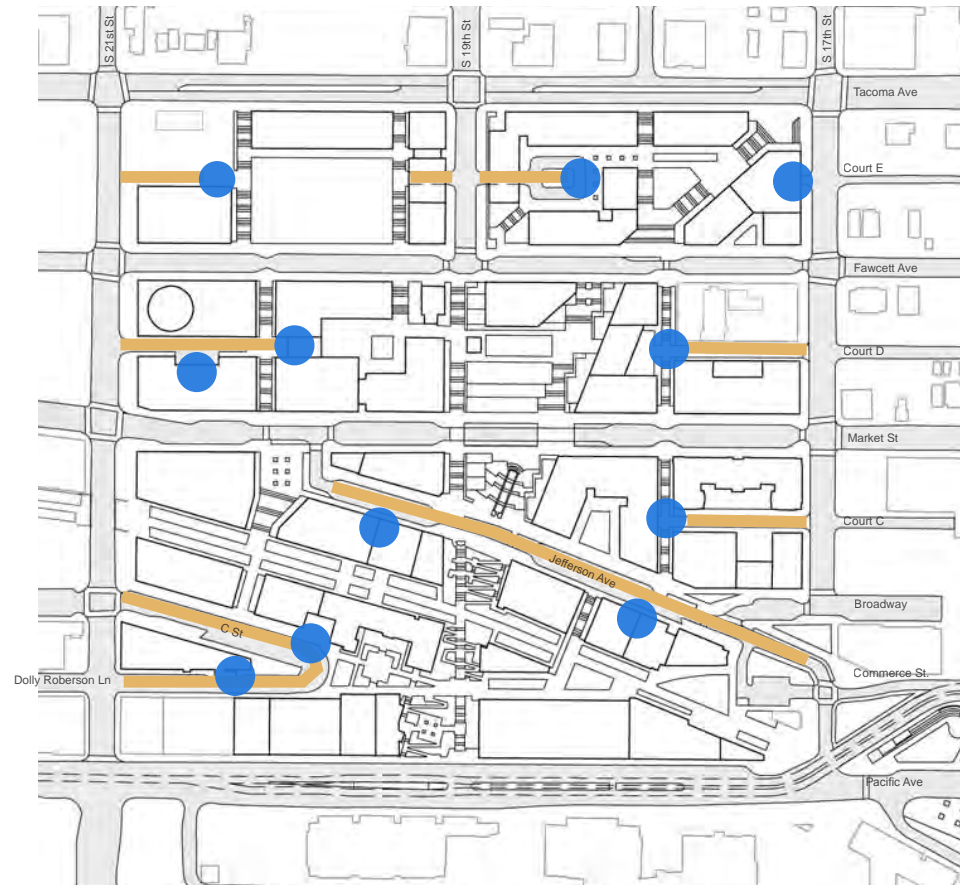 S 21st St
S 19th St
S 17th St
Tacoma Ave
Court E
Fawcett Ave
Court D
Market St
Court C
Jefferson Ave
Broadway
C St
Commerce St.
Dolly Roberson Ln
Pacific Ave